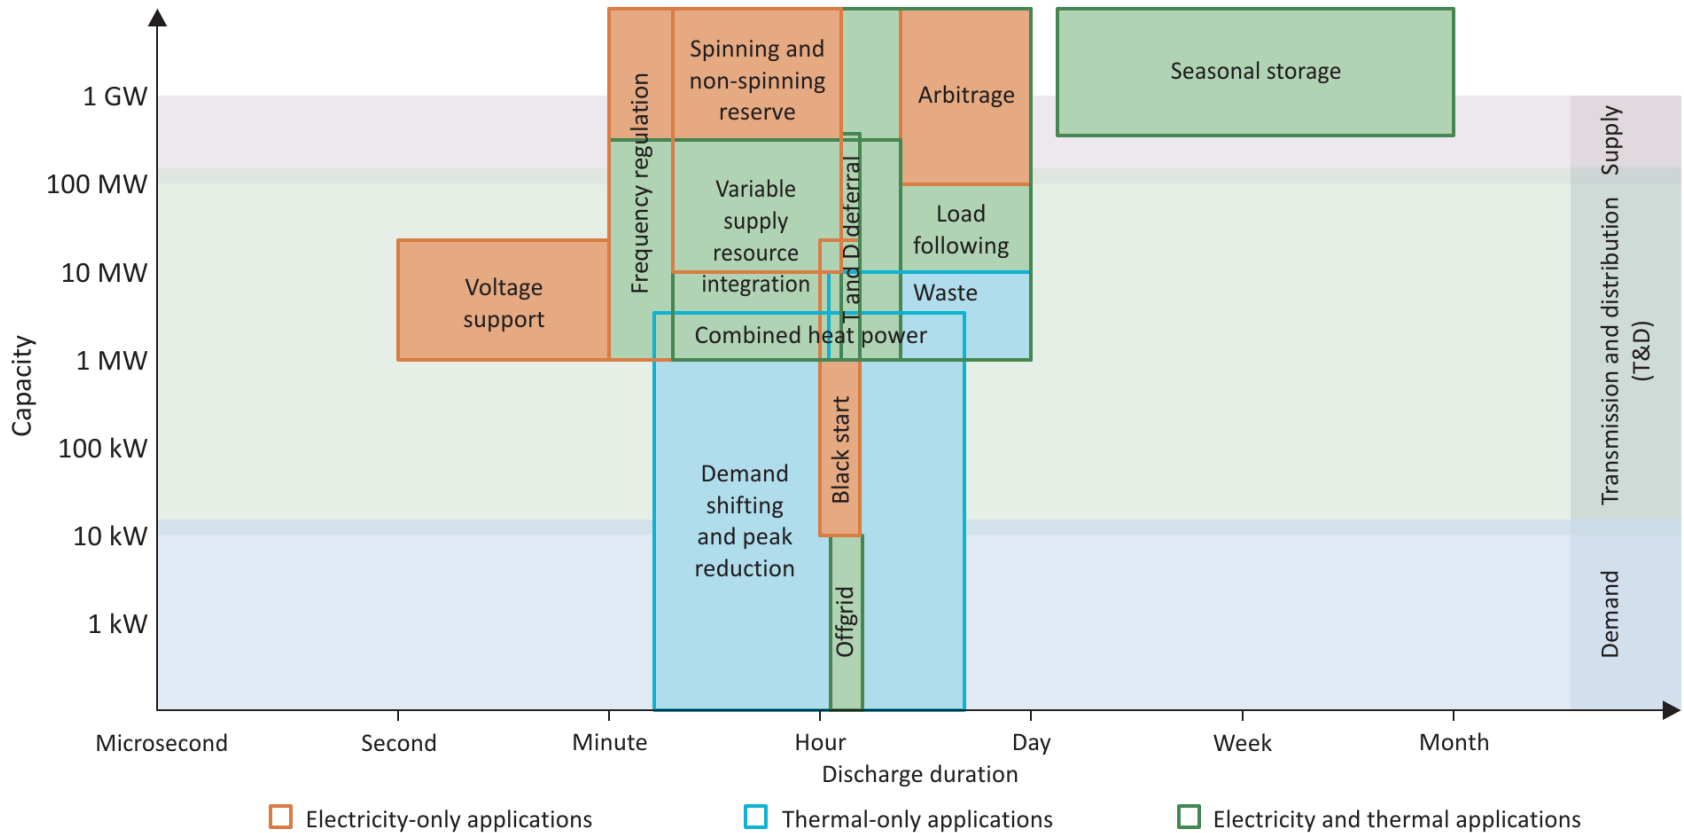 Capacity
1 GW
100 MW
10 MW
1 MW
100 kW
10 kW
1 kW
Spinning and
non-spinning
reserve
Frequency regulation
Variable
supply
resource
integration
T and D deferral
Arbitrage
Load
following
Waste
Seasonal storage
Voltage
support
Combined heat power
Demand
shifting
and peak
reduction
Black start
Offgrid
Supply
Transmission and distribution
(T&D)
Demand
Microsecond
Second
Minute
Hour
Day
Week
Month
Discharge duration
Electricity-only applications
Thermal-only applications
Electricity and thermal applications